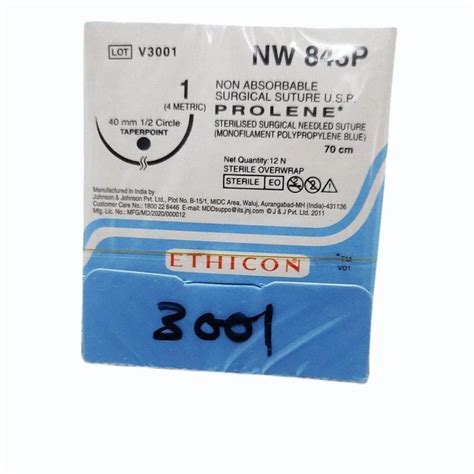 LOT V3001
NW 843P
1
(4 METRIC)
40 mm 1/2 Circle
TAPERPOINT
NON ABSORBABLE
SURGICAL SUTURE U.S.P.
PROLENE*
STERILISED SURGICAL NEEDLED SUTURE
(MONOFILAMENT POLYPROPYLENE BLUE)
70 cm
Net Quantity:12 N
STERILE OVERWRAP
STERILE EO
Manufactured in India by
Johnson & Johnson Pvt. Ltd., Plot No. B-15/1, MIDC Area, Waluj, Aurangabad-MH (India)-431136
Customer Care No.: 1800 22 8446 E-mail: MDDsuppo@its.jnj.com © J & J Pvt. Ltd. 2011
Mfg. Lic. No.: MFG/MD/2020/000012
ETHICON
TM
V01
3001